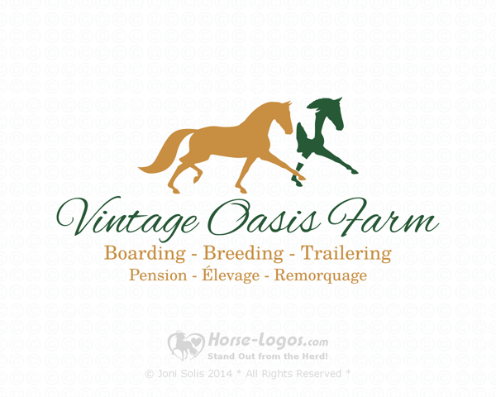 Vintage Oasis Farm
Boarding - Breeding - Trailering
Pension - Élevage - Remorquage
Horse-Logos.com
Stand Out from the Herd!
© Joni Solis 2014 * All Rights Reserved *